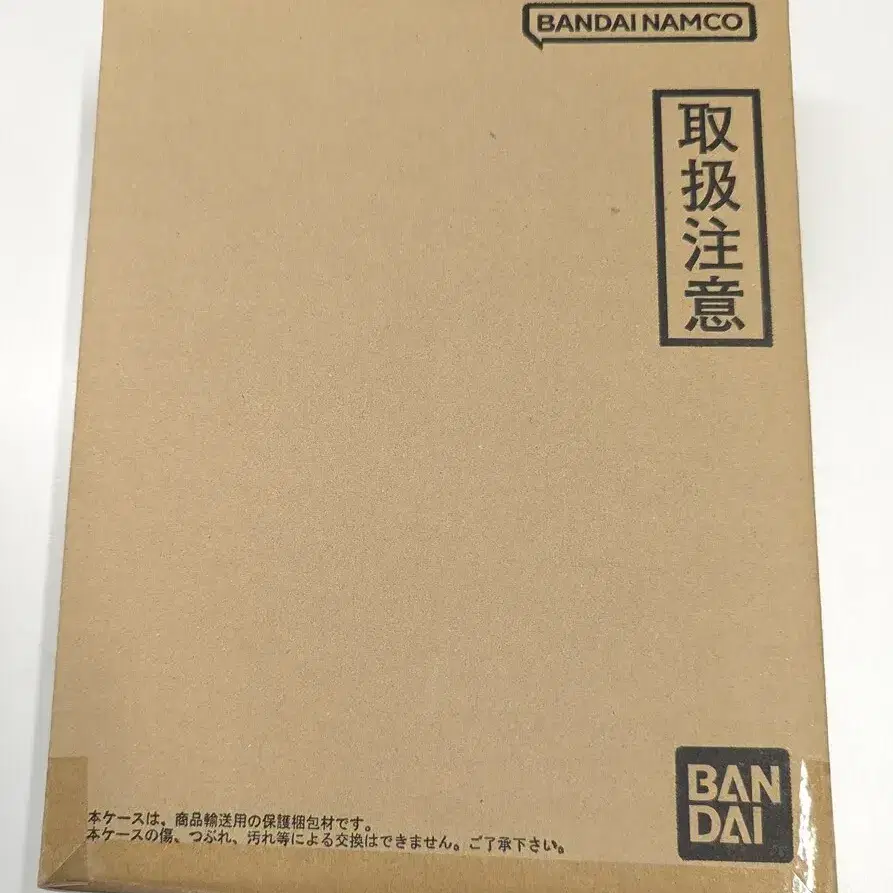 BANDAI NAMCO
取扱注意
本ケースは、商品輸送用の保護梱包材です。
本ケースの傷、つぶれ、汚れ等による交換はできません。ご了承下さい。
BAN
DAI